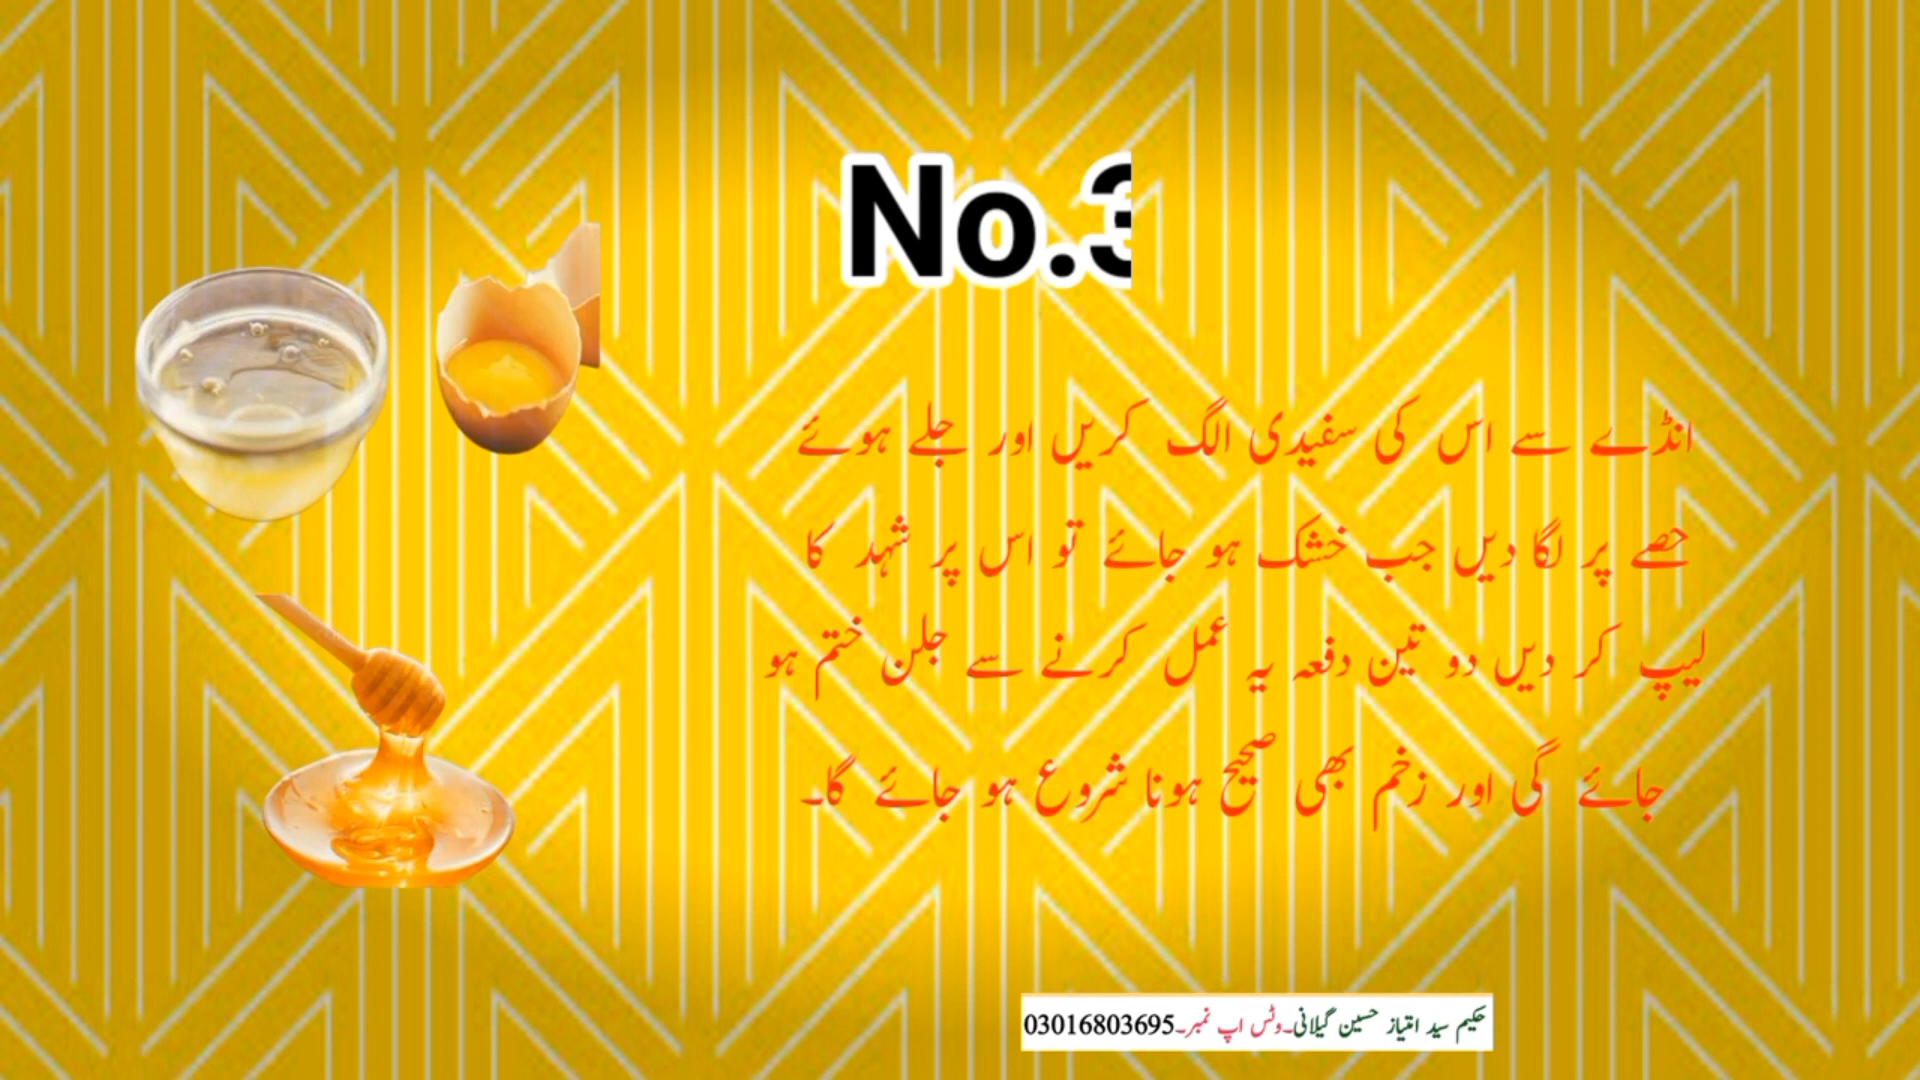 No.3
انڈے سے اس کی سفیدی الگ کریں اور جلے ہوئے
حصے پر لگا دیں جب خشک ہو جائے تو اس پر شہد کا
لیپ کر دیں دو تین دفعہ یہ عمل کرنے سے جلن ختم ہو
جائے گی اور زخم بھی صحیح ہونا شروع ہو جائے گا۔
حکیم سید امتیاز حسین گیلانی۔وٹس اپ نمبر۔03016803695